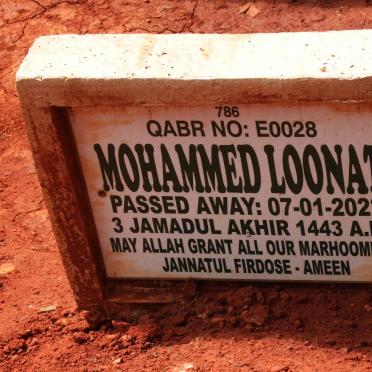 786
QABR NO: E0028
MOHAMMED LOONAT
PASSED AWAY: 07-01-202
3 JAMADUL AKHIR 1443 A.
MAY ALLAH GRANT ALL OUR MARHOOM
JANNATUL FIRDOSE - AMEEN